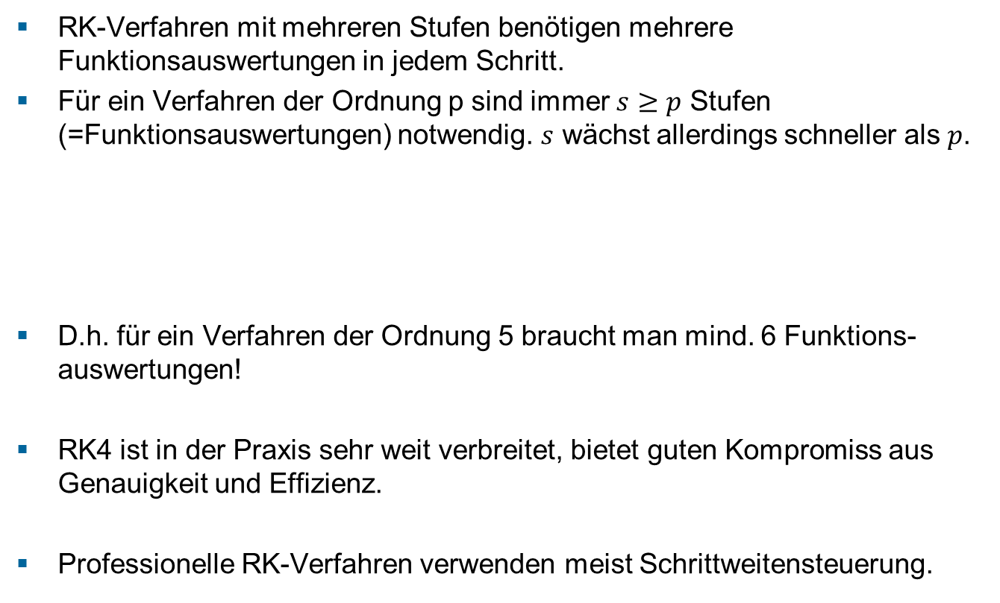 ▪ RK-Verfahren mit mehreren Stufen benötigen mehrere
Funktionsauswertungen in jedem Schritt.
▪ Für ein Verfahren der Ordnung p sind immer s ≥ p Stufen
(=Funktionsauswertungen) notwendig. s wächst allerdings schneller als p.
▪ D.h. für ein Verfahren der Ordnung 5 braucht man mind. 6 Funktions-
auswertungen!
▪ RK4 ist in der Praxis sehr weit verbreitet, bietet guten Kompromiss aus
Genauigkeit und Effizienz.
▪ Professionelle RK-Verfahren verwenden meist Schrittweitensteuerung.